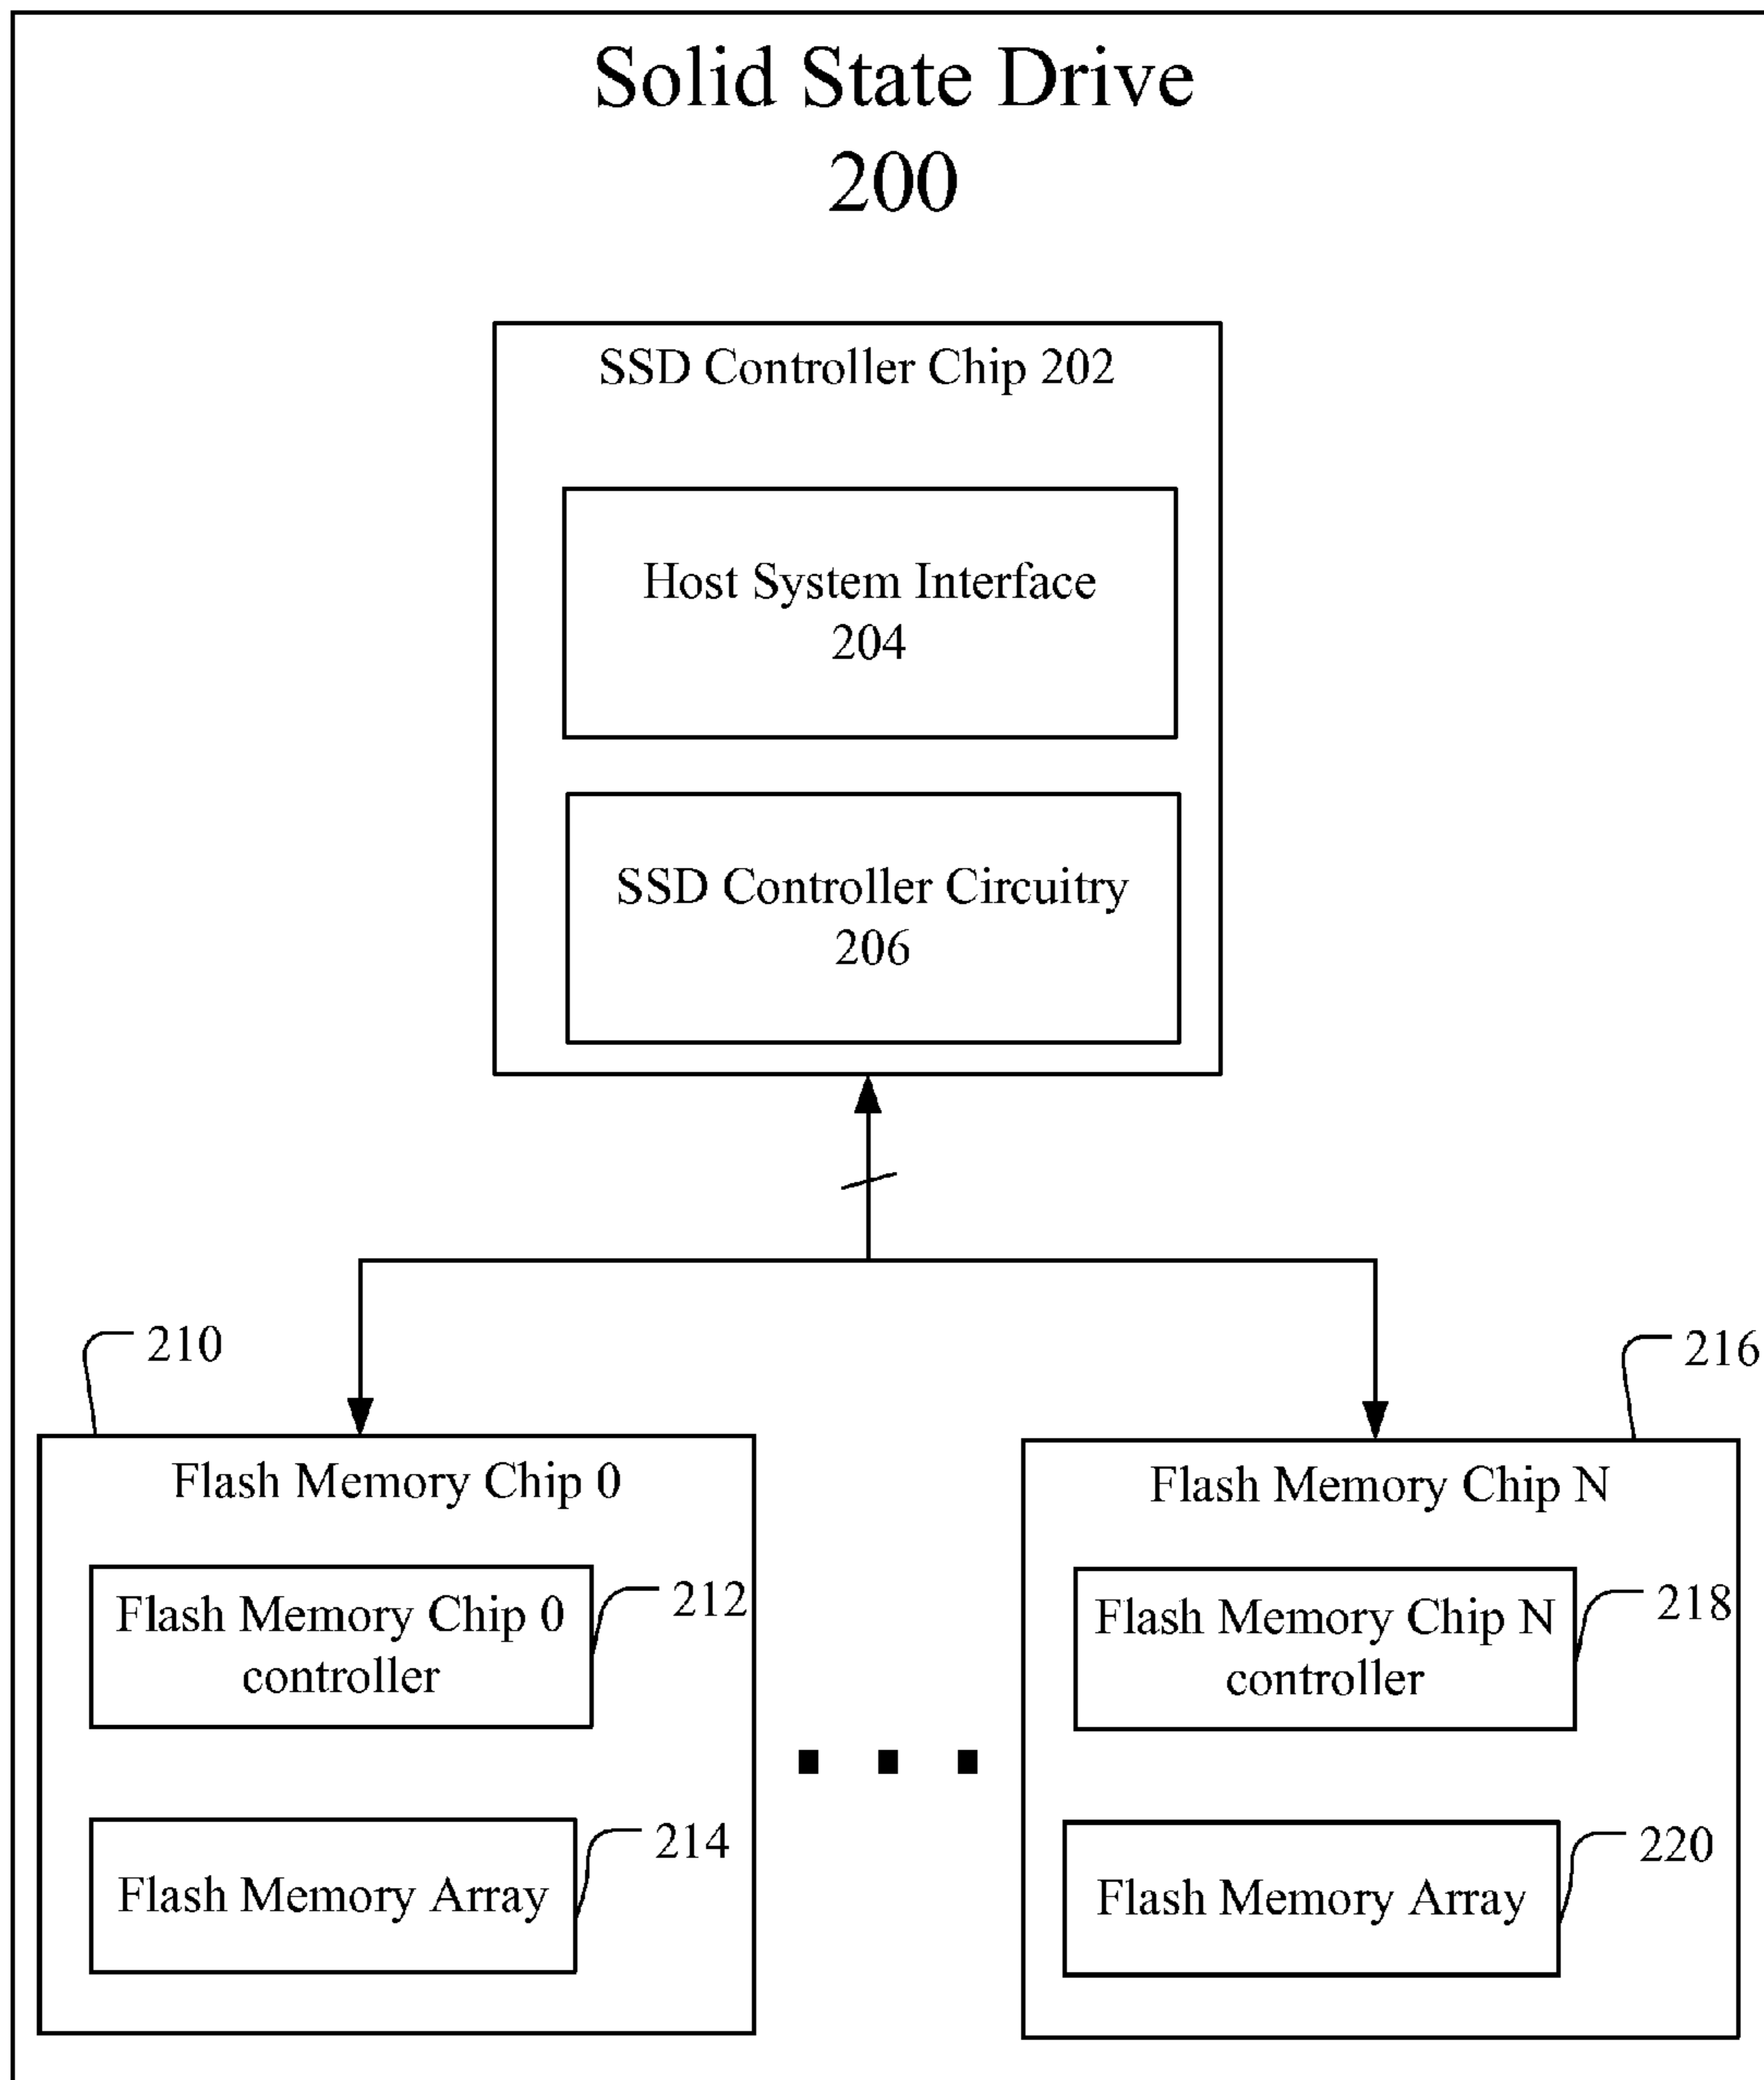 Solid State Drive
200
SSD Controller Chip 202
Host System Interface
204
SSD Controller Circuitry
206
210
216
Flash Memory Chip 0
Flash Memory Chip 0
controller
212
Flash Memory Array
214
Flash Memory Chip N
Flash Memory Chip N
controller
218
Flash Memory Array
220